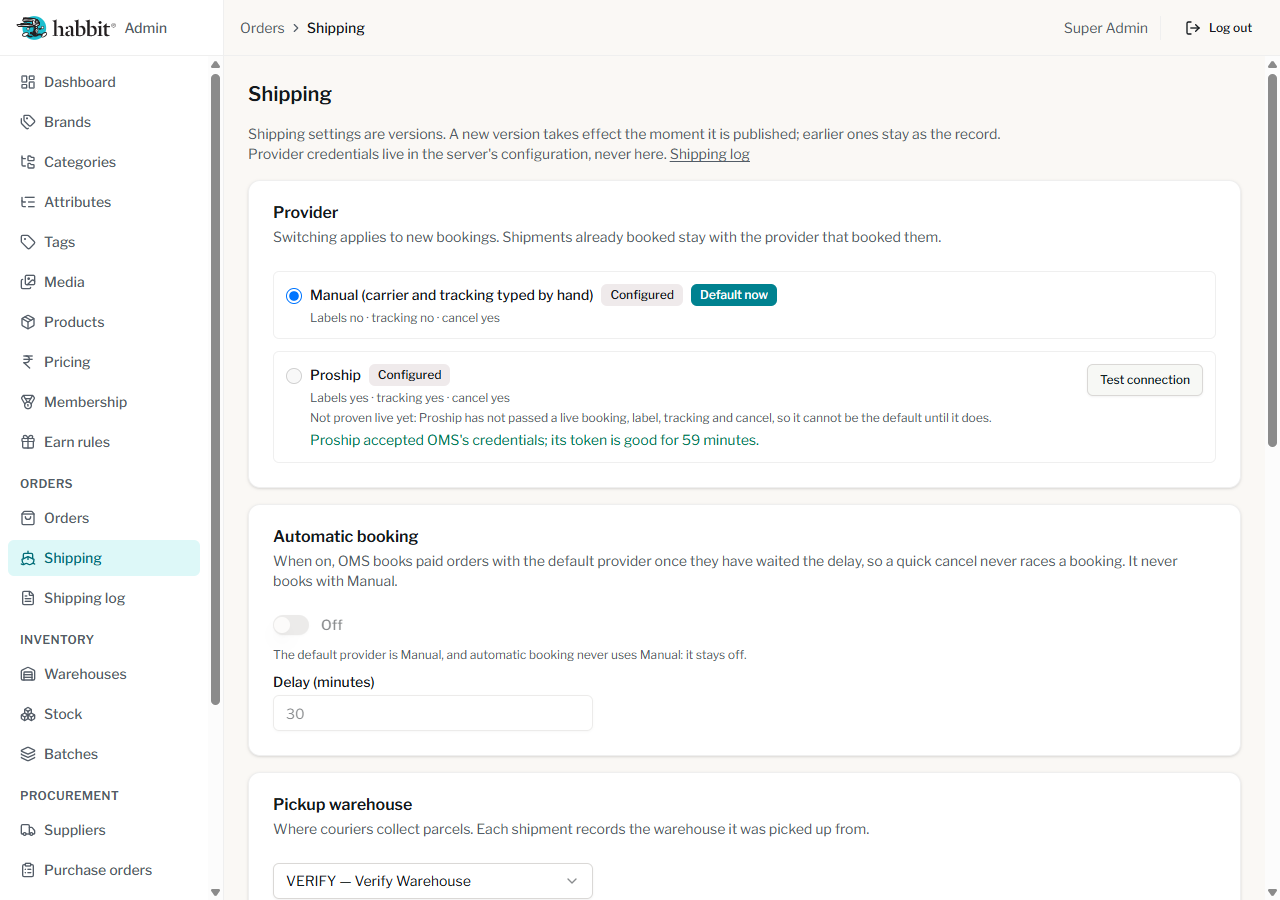 habbit® Admin
Orders > Shipping
Super Admin
Log out
Dashboard
Brands
Categories
Attributes
Tags
Media
Products
Pricing
Membership
Earn rules
ORDERS
Orders
Shipping
Shipping log
INVENTORY
Warehouses
Stock
Batches
PROCUREMENT
Suppliers
Purchase orders
Shipping
Shipping settings are versions. A new version takes effect the moment it is published; earlier ones stay as the record.
Provider credentials live in the server's configuration, never here. Shipping log
Provider
Switching applies to new bookings. Shipments already booked stay with the provider that booked them.
Manual (carrier and tracking typed by hand) Configured Default now
Labels no · tracking no · cancel yes
Proship Configured
Test connection
Labels yes · tracking yes · cancel yes
Not proven live yet: Proship has not passed a live booking, label, tracking and cancel, so it cannot be the default until it does.
Proship accepted OMS's credentials; its token is good for 59 minutes.
Automatic booking
When on, OMS books paid orders with the default provider once they have waited the delay, so a quick cancel never races a booking. It never
books with Manual.
Off
The default provider is Manual, and automatic booking never uses Manual: it stays off.
Delay (minutes)
30
Pickup warehouse
Where couriers collect parcels. Each shipment records the warehouse it was picked up from.
VERIFY — Verify Warehouse